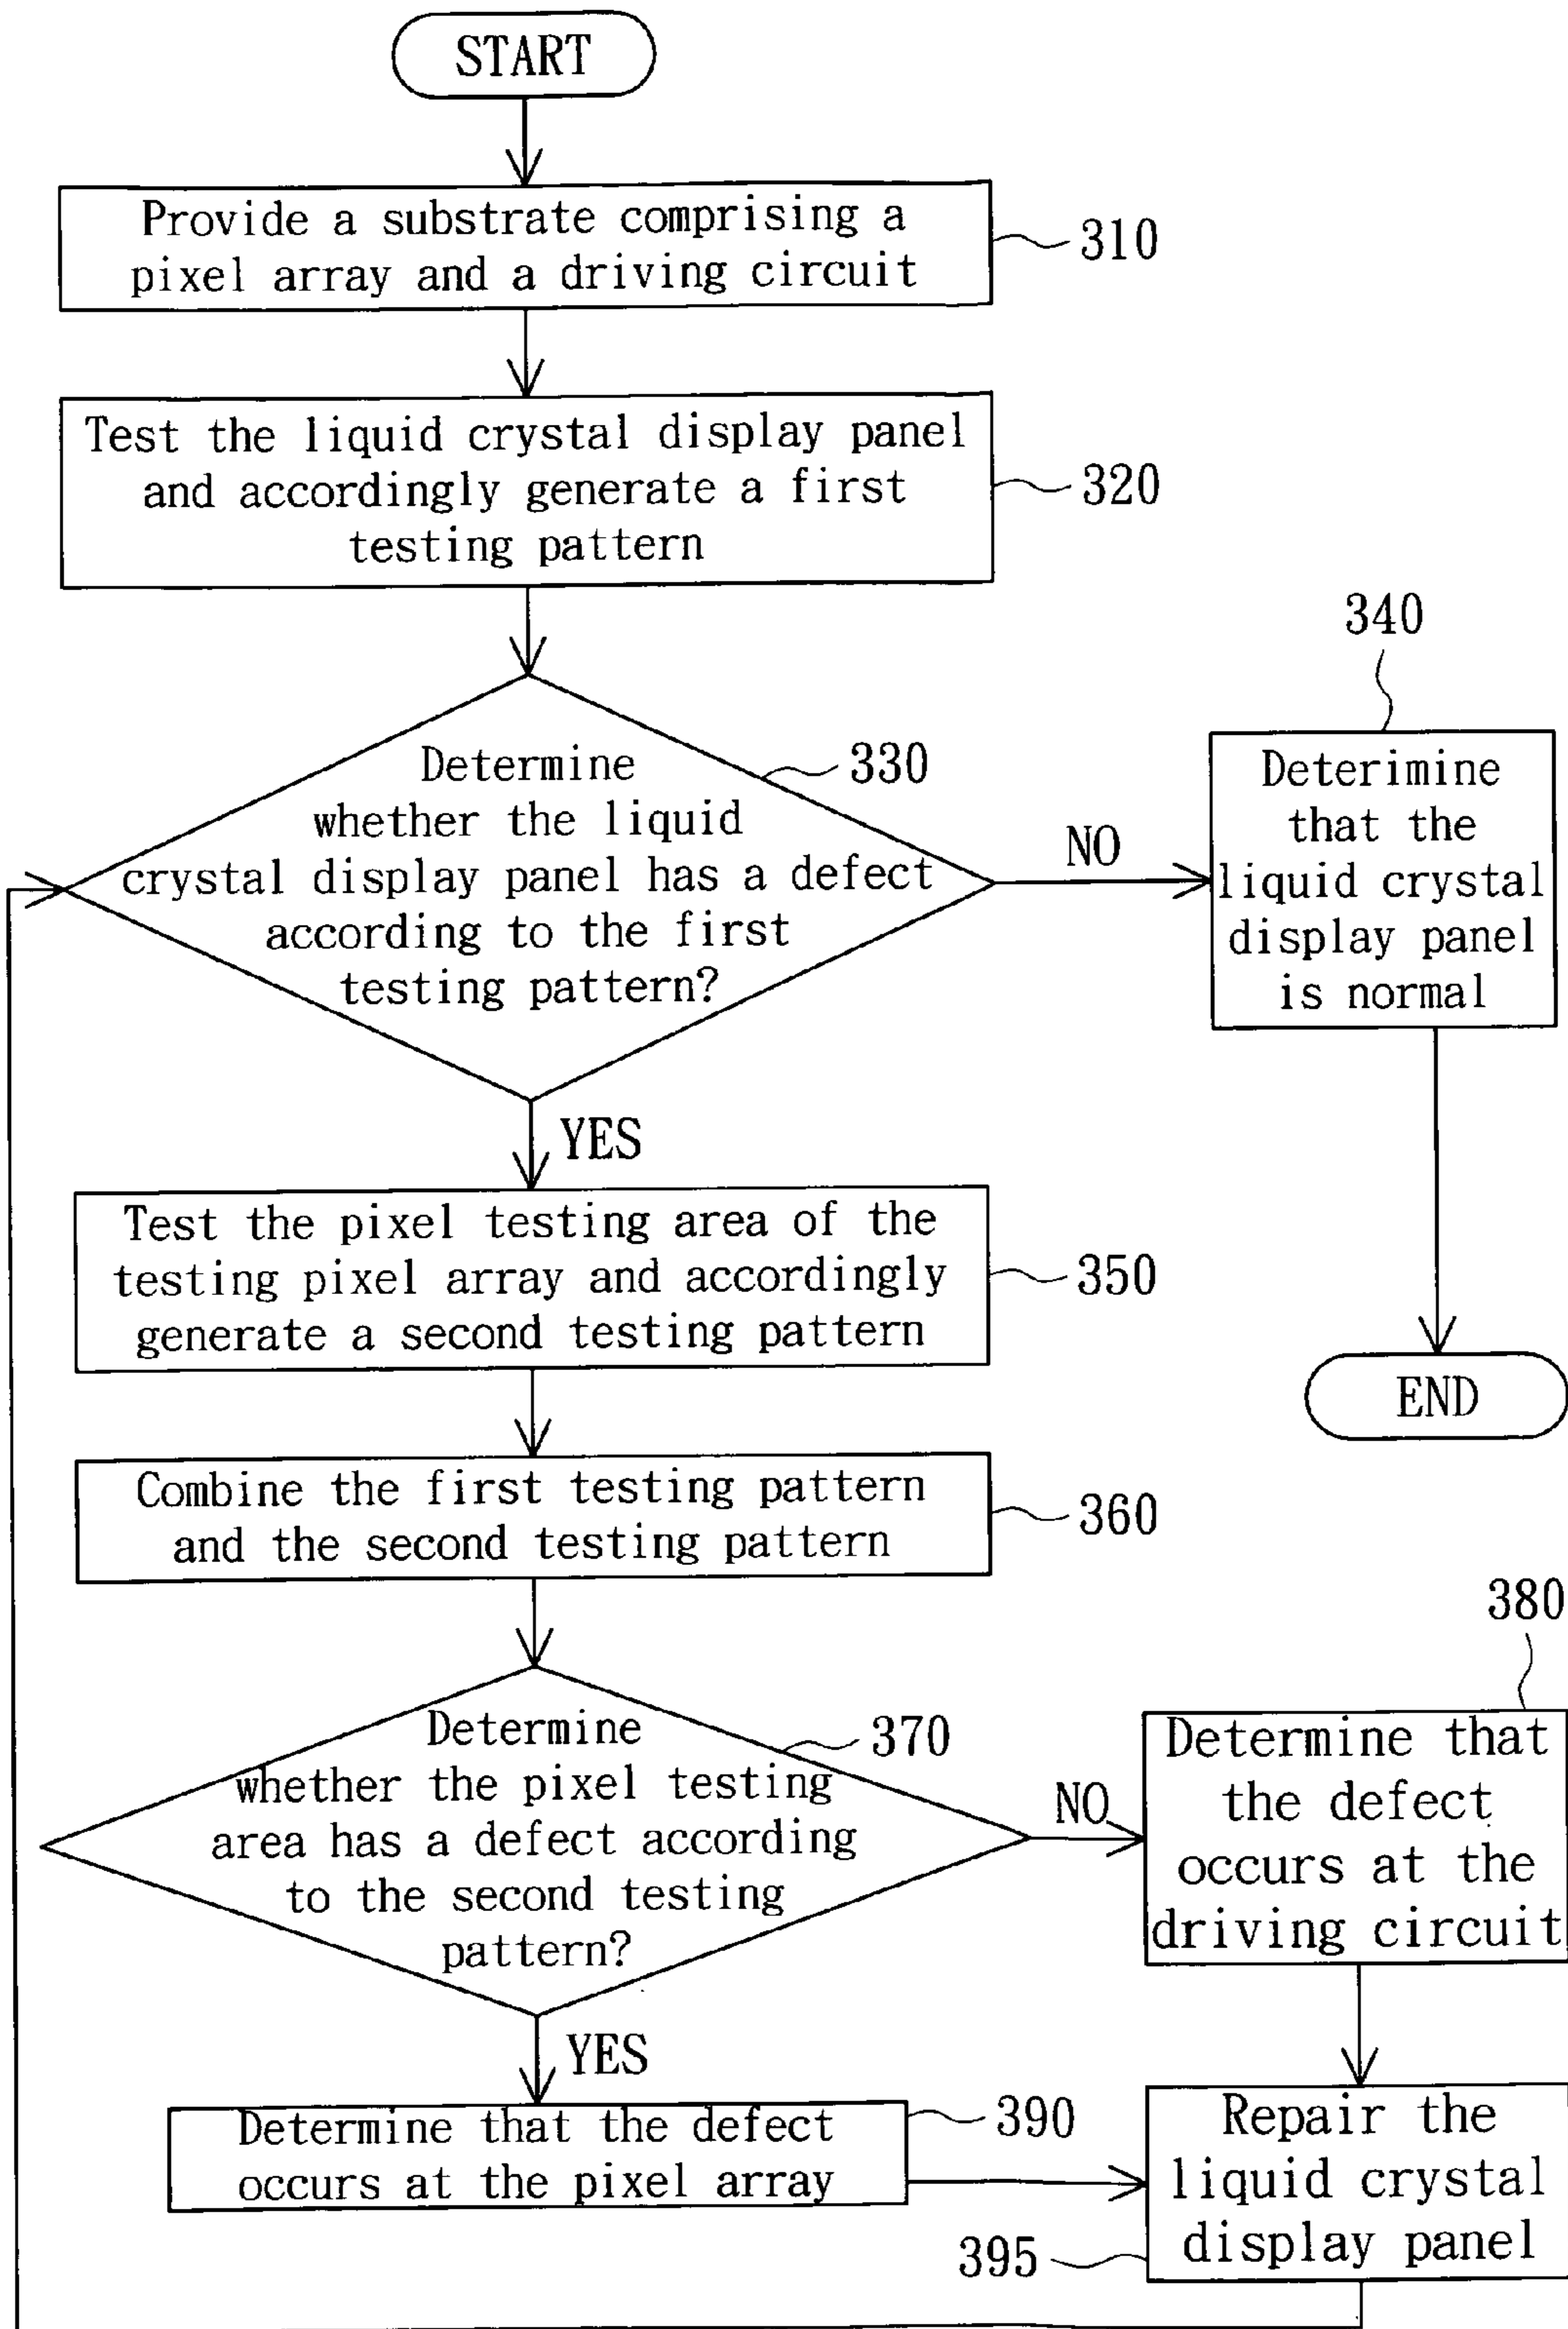 START
Provide a substrate comprising a
pixel array and a driving circuit
310
Test the liquid crystal display panel
and accordingly generate a first
testing pattern
320
Determine
whether the liquid
crystal display panel has a defect
according to the first
testing pattern?
330
NO
340
Deterimine
that the
liquid crystal
display panel
is normal
END
YES
Test the pixel testing area of the
testing pixel array and accordingly
generate a second testing pattern
350
Combine the first testing pattern
and the second testing pattern
360
Determine
whether the pixel testing
area has a defect according
to the second testing
pattern?
370
NO
380
Determine that
the defect
occurs at the
driving circuit
YES
Determine that the defect
occurs at the pixel array
390
Repair the
liquid crystal
display panel
395